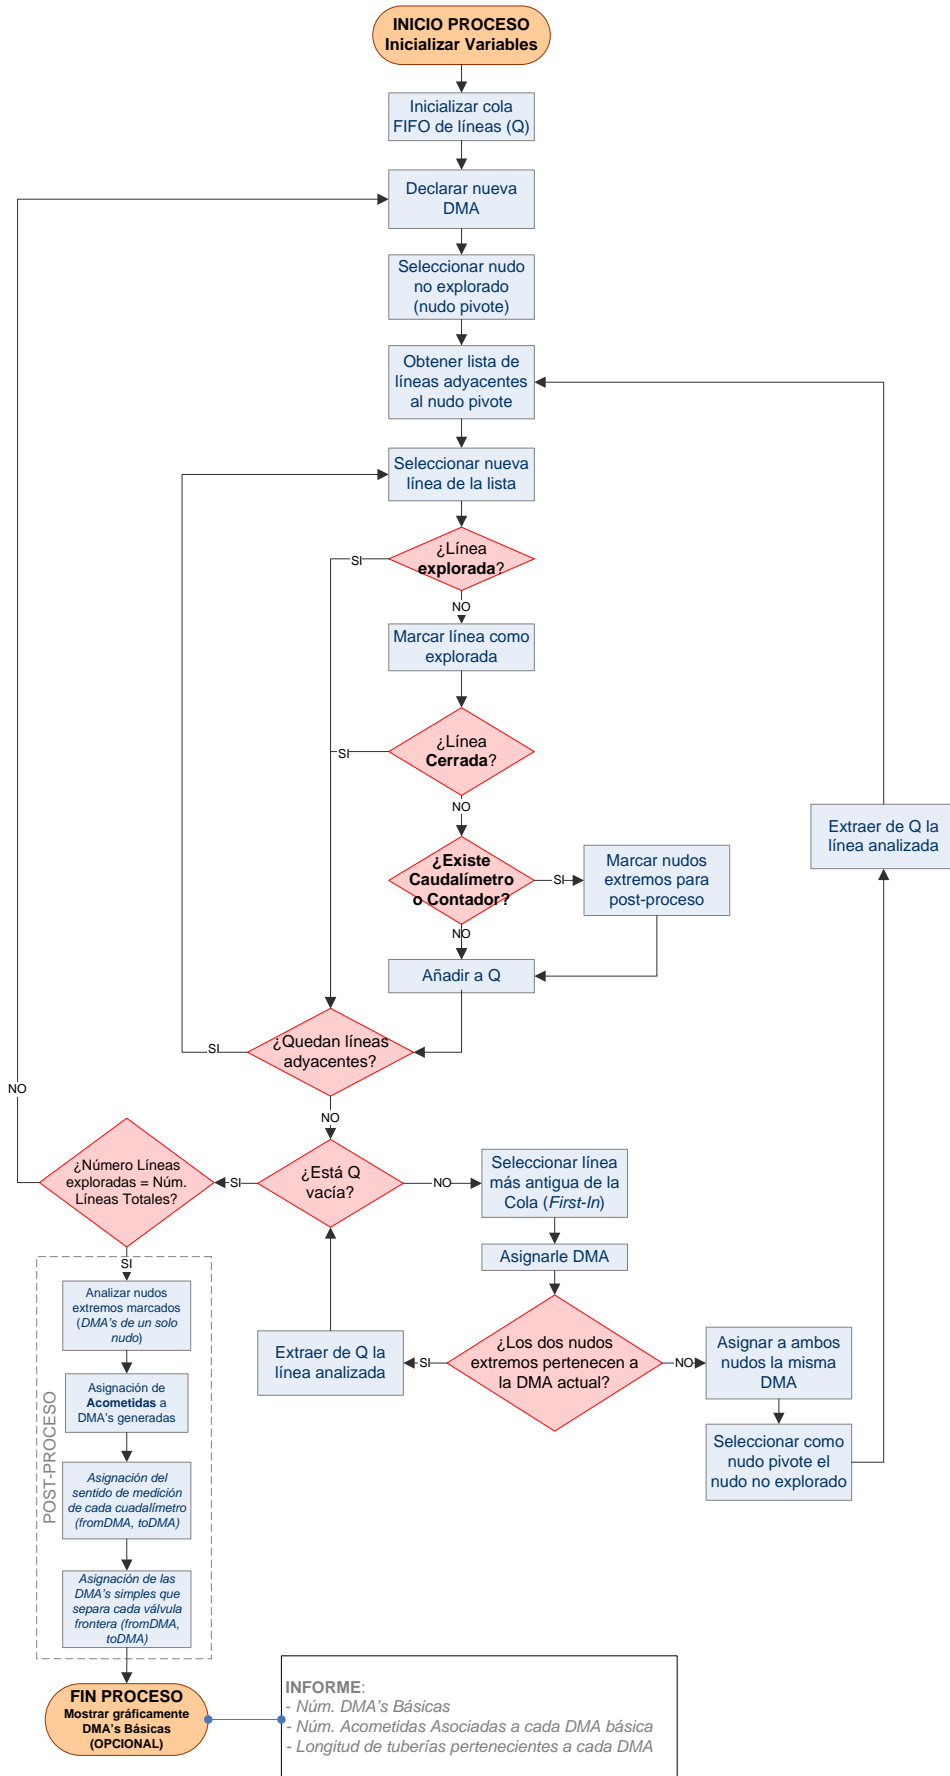 INICIO PROCESO
Inicializar Variables
Inicializar cola
FIFO de líneas (Q)
Declarar nueva
DMA
Seleccionar nudo
no explorado
(nudo pivote)
Obtener lista de
líneas adyacentes
al nudo pivote
Seleccionar nueva
línea de la lista
¿Línea
explorada?
SI
NO
Marcar línea como
explorada
¿Línea
Cerrada?
SI
NO
¿Existe
Caudalímetro
o Contador?
SI
Marcar nudos
extremos para
post-proceso
NO
Añadir a Q
Extraer de Q la
línea analizada
¿Quedan líneas
adyacentes?
SI
NO
NO
¿Número Líneas
exploradas = Núm.
Líneas Totales?
SI
¿Está Q
vacía?
NO
Seleccionar línea
más antigua de la
Cola (First-In)
Asignarle DMA
¿Los dos nudos
extremos pertenecen a
la DMA actual?
SI
Extraer de Q la
línea analizada
NO
Asignar a ambos
nudos la misma
DMA
Seleccionar como
nudo pivote el
nudo no explorado
SI
POST-PROCESO
Analizar nudos
extremos marcados
(DMA's de un solo
nudo)
Asignación de
Acometidas a
DMA's generadas
Asignación del
sentido de medición
de cada cuadalímetro
(fromDMA, toDMA)
Asignación de las
DMA's simples que
separa cada válvula
frontera (fromDMA,
toDMA)
FIN PROCESO
Mostrar gráficamente
DMA's Básicas
(OPCIONAL)
INFORME:
- Núm. DMA's Básicas
- Núm. Acometidas Asociadas a cada DMA básica
- Longitud de tuberías pertenecientes a cada DMA